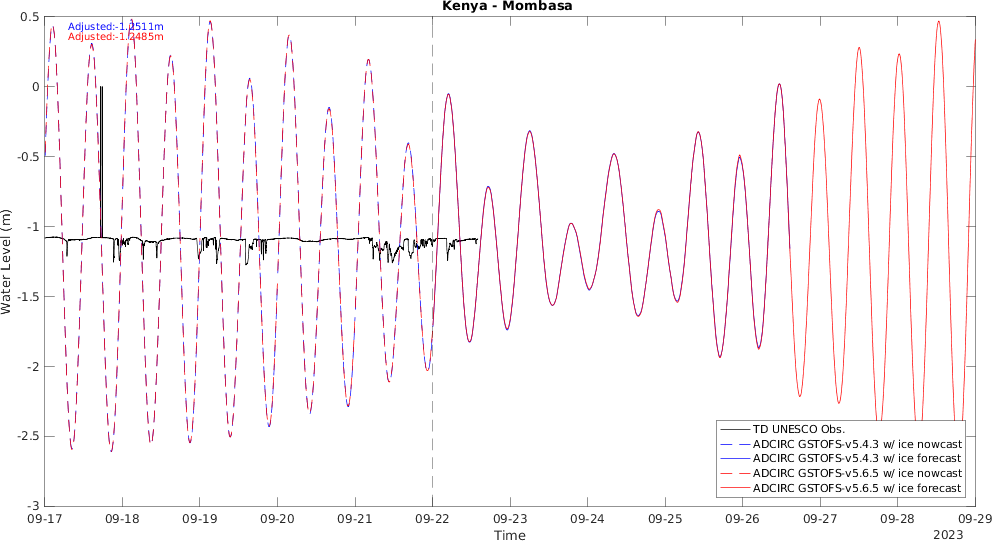 Kenya - Mombasa
Adjusted:-1.2511m
Adjusted:-1.2485m
Water Level (m)
0.5
0
-0.5
-1
-1.5
-2
-2.5
-3
TD UNESCO Obs.
ADCIRC GSTOFS-v5.4.3 w/ ice nowcast
ADCIRC GSTOFS-v5.4.3 w/ ice forecast
ADCIRC GSTOFS-v5.6.5 w/ ice nowcast
ADCIRC GSTOFS-v5.6.5 w/ ice forecast
09-17 09-18 09-19 09-20 09-21 09-22 09-23 09-24 09-25 09-26 09-27 09-28 09-29
Time
2023